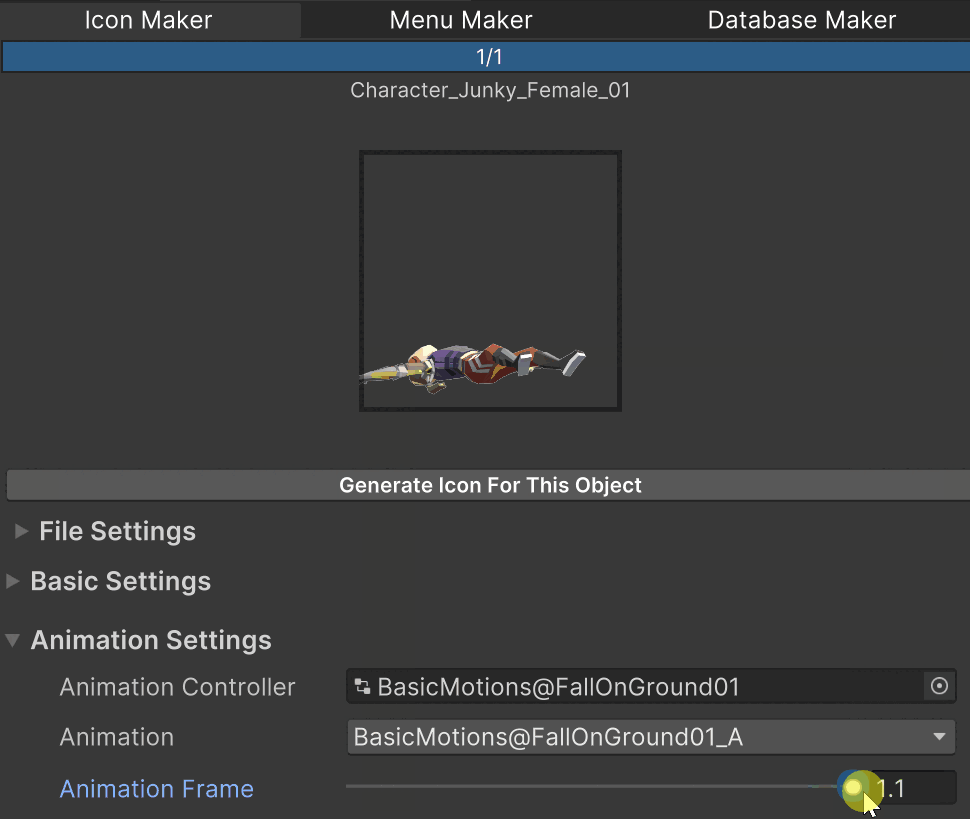 Icon Maker Menu Maker Database Maker
1/1
Character_Junky_Female_01
Generate Icon For This Object
File Settings
Basic Settings
Animation Settings
Animation Controller BasicMotions@FallOnGround01
Animation BasicMotions@FallOnGround01_A
Animation Frame 1.1